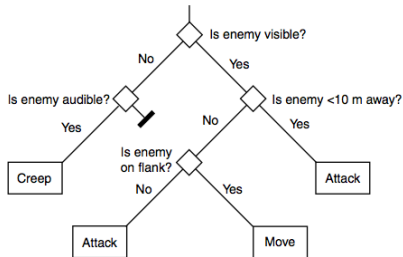 Is enemy visible?
No
Yes
Is enemy audible?
Is enemy <10 m away?
Yes
No
Yes
Is enemy
on flank?
Creep
Attack
No
Yes
Attack
Move